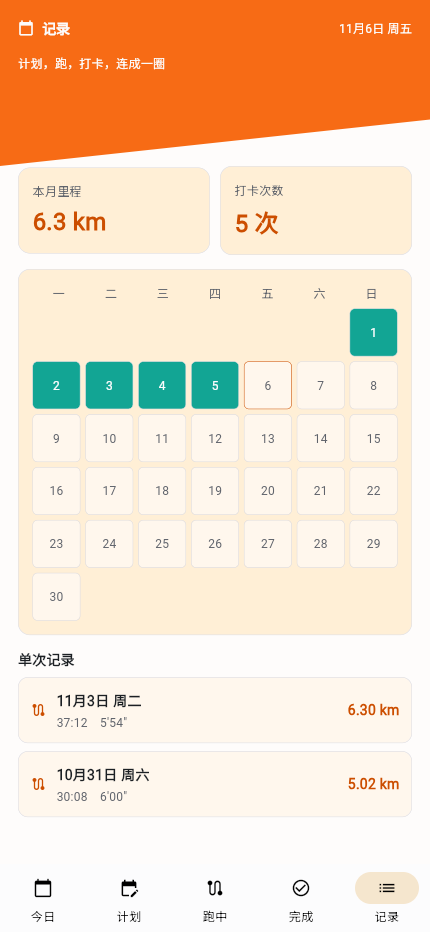 记录
11月6日 周五
计划，跑，打卡，连成一圈
本月里程
打卡次数
6.3 km
5 次
一 二 三 四 五 六 日
1
2 3 4 5 6 7 8
9 10 11 12 13 14 15
16 17 18 19 20 21 22
23 24 25 26 27 28 29
30
单次记录
11月3日 周二
37:12 5'54"
6.30 km
10月31日 周六
30:08 6'00"
5.02 km
今日 计划 跑中 完成 记录